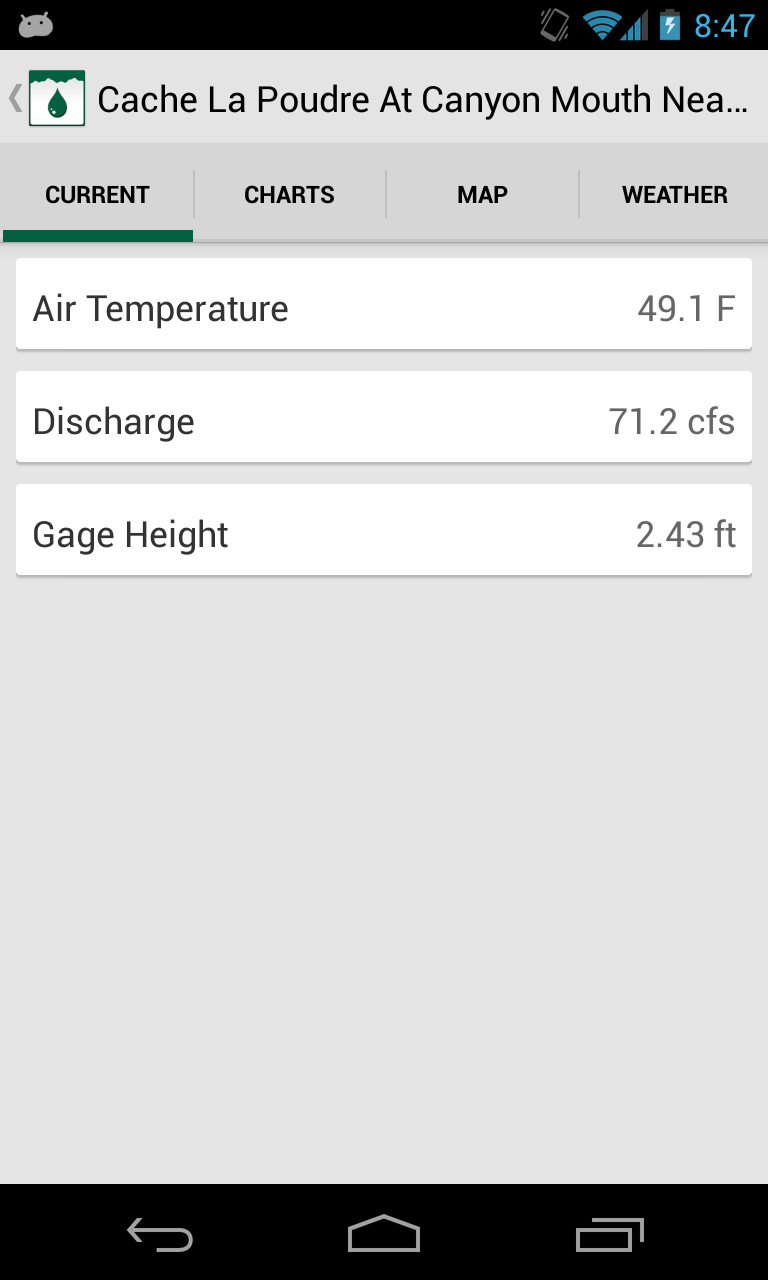 8:47
Cache La Poudre At Canyon Mouth Nea...
CURRENT
CHARTS
MAP
WEATHER
Air Temperature 49.1 F
Discharge 71.2 cfs
Gage Height 2.43 ft